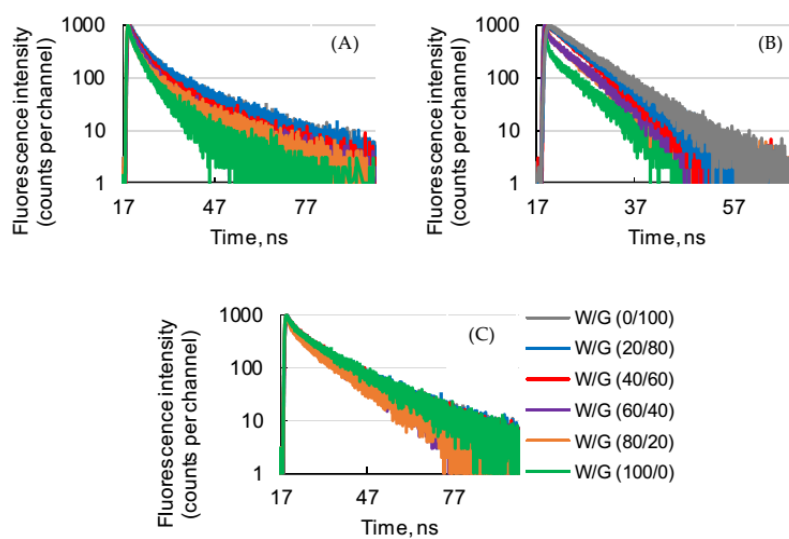 (A)
Fluorescence intensity
(counts per channel)
1000
100
10
1
17 47 77
Time, ns
(B)
Fluorescence intensity
(counts per channel)
1000
100
10
1
17 37 57
Time, ns
(C)
Fluorescence intensity
(counts per channel)
1000
100
10
1
17 47 77
Time, ns
W/G (0/100)
W/G (20/80)
W/G (40/60)
W/G (60/40)
W/G (80/20)
W/G (100/0)